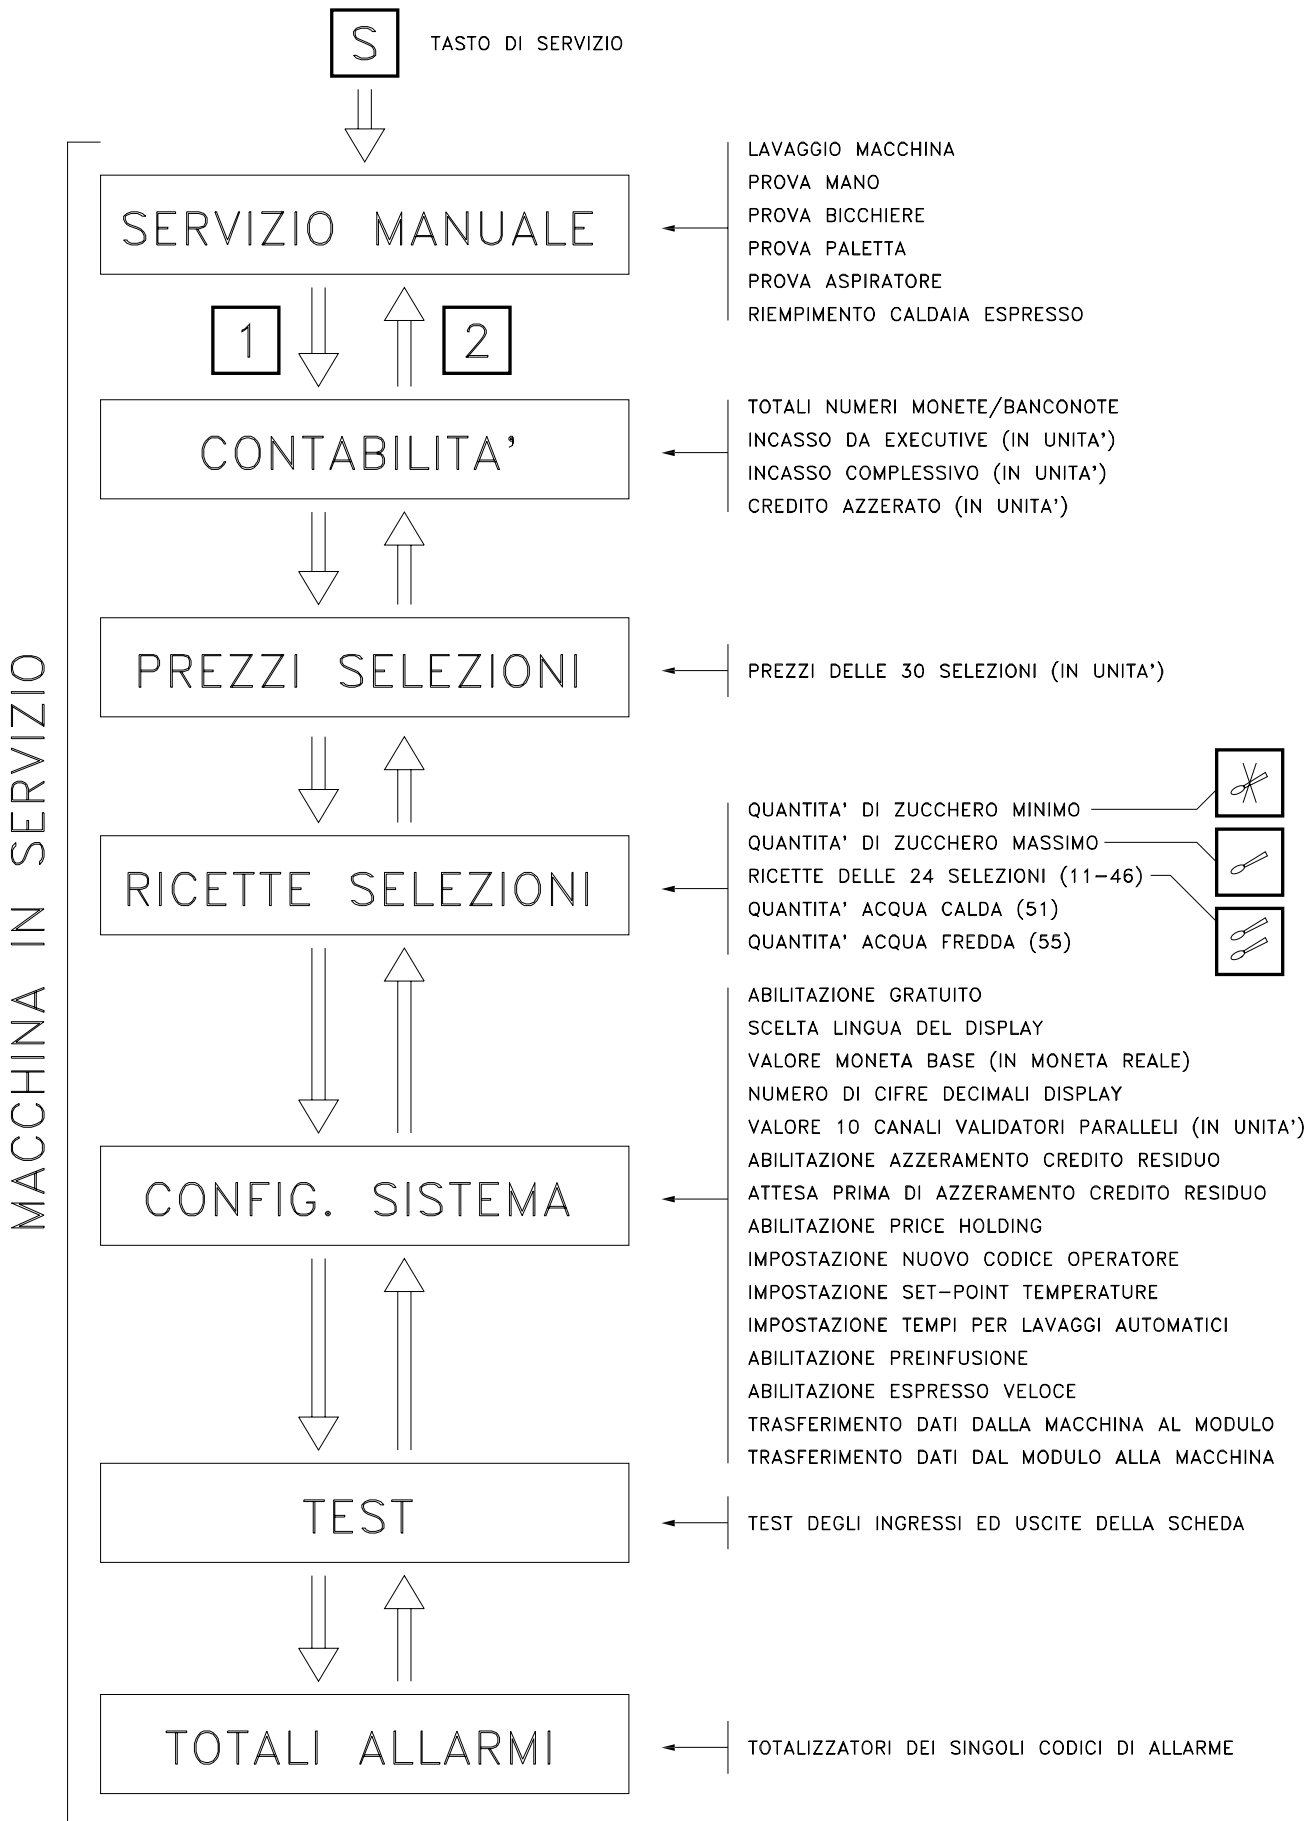 S
TASTO DI SERVIZIO
MACCHINA IN SERVIZIO
SERVIZIO MANUALE
LAVAGGIO MACCHINA
PROVA MANO
PROVA BICCHIERE
PROVA PALETTA
PROVA ASPIRATORE
RIEMPIMENTO CALDAIA ESPRESSO
1
2
CONTABILITA'
TOTALI NUMERI MONETE/BANCONOTE
INCASSO DA EXECUTIVE (IN UNITA')
INCASSO COMPLESSIVO (IN UNITA')
CREDITO AZZERATO (IN UNITA')
PREZZI SELEZIONI
PREZZI DELLE 30 SELEZIONI (IN UNITA')
RICETTE SELEZIONI
QUANTITA' DI ZUCCHERO MINIMO
QUANTITA' DI ZUCCHERO MASSIMO
RICETTE DELLE 24 SELEZIONI (11-46)
QUANTITA' ACQUA CALDA (51)
QUANTITA' ACQUA FREDDA (55)
CONFIG. SISTEMA
ABILITAZIONE GRATUITO
SCELTA LINGUA DEL DISPLAY
VALORE MONETA BASE (IN MONETA REALE)
NUMERO DI CIFRE DECIMALI DISPLAY
VALORE 10 CANALI VALIDATORI PARALLELI (IN UNITA')
ABILITAZIONE AZZERAMENTO CREDITO RESIDUO
ATTESA PRIMA DI AZZERAMENTO CREDITO RESIDUO
ABILITAZIONE PRICE HOLDING
IMPOSTAZIONE NUOVO CODICE OPERATORE
IMPOSTAZIONE SET-POINT TEMPERATURE
IMPOSTAZIONE TEMPI PER LAVAGGI AUTOMATICI
ABILITAZIONE PREINFUSIONE
ABILITAZIONE ESPRESSO VELOCE
TRASFERIMENTO DATI DALLA MACCHINA AL MODULO
TRASFERIMENTO DATI DAL MODULO ALLA MACCHINA
TEST
TEST DEGLI INGRESSI ED USCITE DELLA SCHEDA
TOTALI ALLARMI
TOTALIZZATORI DEI SINGOLI CODICI DI ALLARME